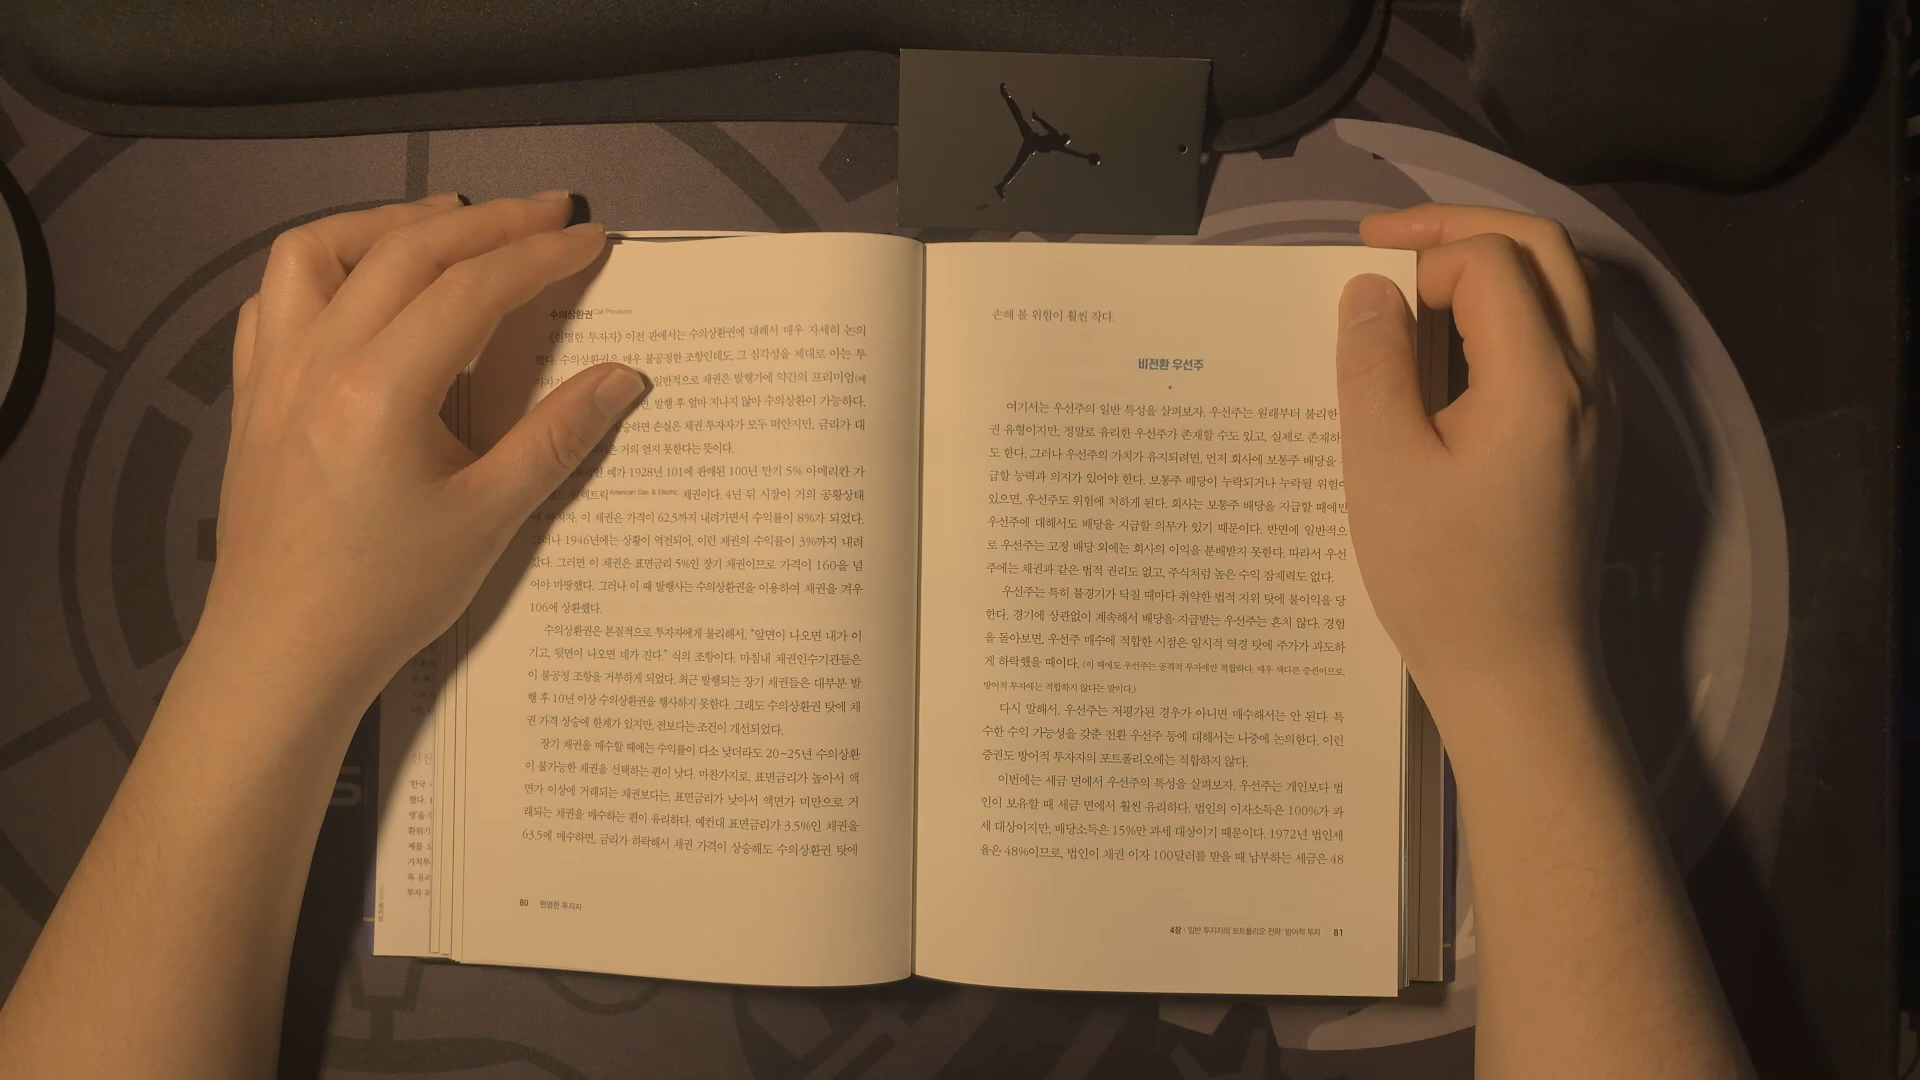 수의상환권Call Provision
《현명한 투자자》 이전 판에서는 수의상환권에 대해서 매우 자세히 논의
했다. 수의상환권은 매우 불공정한 조항인데도, 그 심각성을 제대로 아는 투
자자가 일반적으로 채권은 발행가에 약간의 프리미엄(예
면, 발행 후 얼마 지나지 않아 수의상환이 가능하다.
승하면 손실은 채권 투자자가 모두 떠안지만, 금리가 대
은 거의 얻지 못한다는 뜻이다.
인 예가 1928년 101에 판매된 100년 만기 5% 아메리칸 가
렉트릭American Gas & Electric 채권이다. 4년 뒤 시장이 거의 공황상태
지자, 이 채권은 가격이 62.5까지 내려가면서 수익률이 8%가 되었다.
그러나 1946년에는 상황이 역전되어, 이런 채권의 수익률이 3%까지 내려
갔다. 그러면 이 채권은 표면금리 5%인 장기 채권이므로 가격이 160을 넘
어야 마땅했다. 그러나 이 때 발행사는 수의상환권을 이용하여 채권을 겨우
106에 상환했다.
수의상환권은 본질적으로 투자자에게 불리해서, “앞면이 나오면 내가 이
기고, 뒷면이 나오면 네가 진다.” 식의 조항이다. 마침내 채권인수기관들은
이 불공정 조항을 거부하게 되었다. 최근 발행되는 장기 채권들은 대부분 발
행 후 10년 이상 수의상환권을 행사하지 못한다. 그래도 수의상환권 탓에 채
권 가격 상승에 한계가 있지만, 전보다는 조건이 개선되었다.
장기 채권을 매수할 때에는 수익률이 다소 낮더라도 20~25년 수의상환
이 불가능한 채권을 선택하는 편이 낫다. 마찬가지로, 표면금리가 높아서 액
면가 이상에 거래되는 채권보다는, 표면금리가 낮아서 액면가 미만으로 거
래되는 채권을 매수하는 편이 유리하다. 예컨대 표면금리가 3.5%인 채권을
63.5에 매수하면, 금리가 하락해서 채권 가격이 상승해도 수의상환권 탓에
80 현명한 투자자
손해 볼 위험이 훨씬 작다.
비전환 우선주
여기서는 우선주의 일반 특성을 살펴보자. 우선주는 원래부터 불리한
권 유형이지만, 정말로 유리한 우선주가 존재할 수도 있고, 실제로 존재하
도 한다. 그러나 우선주의 가치가 유지되려면, 먼저 회사에 보통주 배당을
급할 능력과 의지가 있어야 한다. 보통주 배당이 누락되거나 누락될 위험이
있으면, 우선주도 위험에 처하게 된다. 회사는 보통주 배당을 지급할 때에만
우선주에 대해서도 배당을 지급할 의무가 있기 때문이다. 반면에 일반적으
로 우선주는 고정 배당 외에는 회사의 이익을 분배받지 못한다. 따라서 우선
주에는 채권과 같은 법적 권리도 없고, 주식처럼 높은 수익 잠재력도 없다.
우선주는 특히 불경기가 닥칠 때마다 취약한 법적 지위 탓에 불이익을 당
한다. 경기에 상관없이 계속해서 배당을 지급받는 우선주는 흔치 않다. 경험
을 돌아보면, 우선주 매수에 적합한 시점은 일시적 역경 탓에 주가가 과도하
게 하락했을 때이다. (이 때에도 우선주는 공격적 투자에만 적합하다. 매우 색다른 증권이므로,
방어적 투자에는 적합하지 않다는 말이다.)
다시 말해서, 우선주는 저평가된 경우가 아니면 매수해서는 안 된다. 특
수한 수익 가능성을 갖춘 전환 우선주 등에 대해서는 나중에 논의한다. 이런
증권도 방어적 투자자의 포트폴리오에는 적합하지 않다.
이번에는 세금 면에서 우선주의 특성을 살펴보자. 우선주는 개인보다 법
인이 보유할 때 세금 면에서 훨씬 유리하다. 법인의 이자소득은 100%가 과
세 대상이지만, 배당소득은 15%만 과세 대상이기 때문이다. 1972년 법인세
율은 48%이므로, 법인이 채권 이자 100달러를 받을 때 납부하는 세금은 48
4장 | 일반 투자자의 포트폴리오 전략: 방어적 투자 81